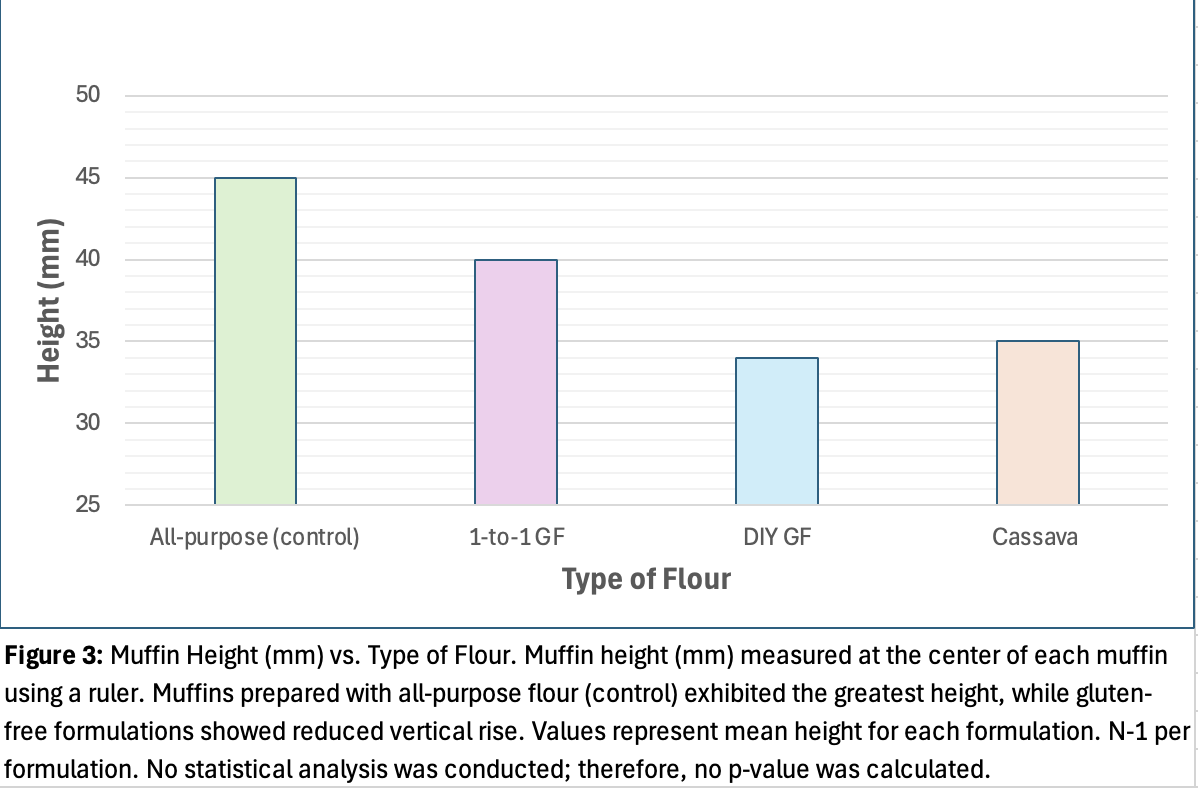 50
45
40
35
30
25
Height (mm)
All-purpose (control) 1-to-1 GF DIY GF Cassava
Type of Flour
Figure 3: Muffin Height (mm) vs. Type of Flour. Muffin height (mm) measured at the center of each muffin
using a ruler. Muffins prepared with all-purpose flour (control) exhibited the greatest height, while gluten-
free formulations showed reduced vertical rise. Values represent mean height for each formulation. N-1 per
formulation. No statistical analysis was conducted; therefore, no p-value was calculated.